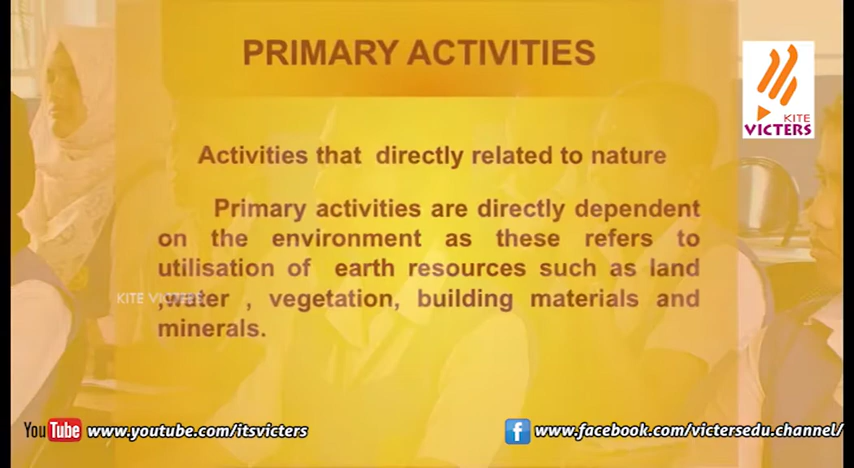 PRIMARY ACTIVITIES
KITE
VICTERS
Activities that directly related to nature
Primary activities are directly dependent
on the environment as these refers to
utilisation of earth resources such as land
,water , vegetation, building materials and
minerals.
KITE VICTERS
YouTube www.youtube.com/itsvicters
f www.facebook.com/victersedu.channel/